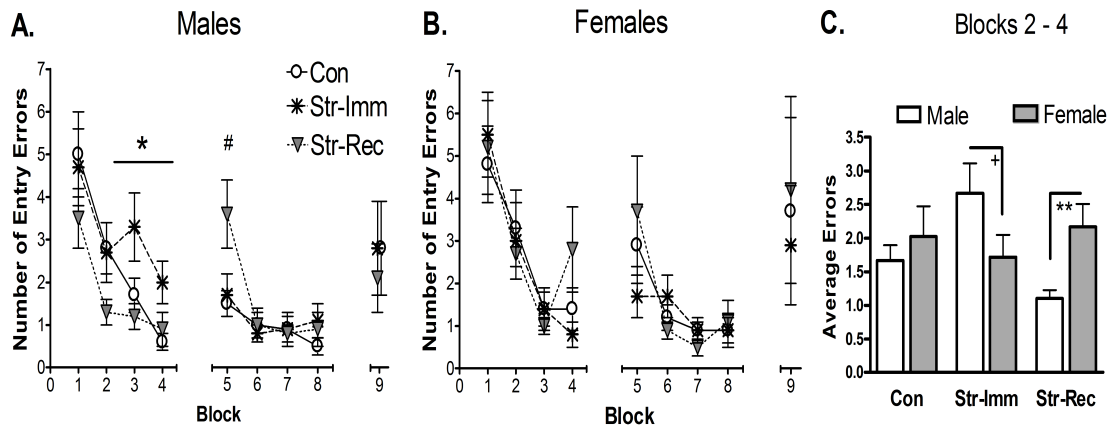 A.
Males
Number of Entry Errors
7
6
5
4
3
2
1
0
0 1 2 3 4 5 6 7 8 9
Block
Con
Str-Imm
Str-Rec
*
#
B.
Females
Number of Entry Errors
7
6
5
4
3
2
1
0
0 1 2 3 4 5 6 7 8 9
Block
C.
Blocks 2 - 4
Male Female
Average Errors
3.5
3.0
2.5
2.0
1.5
1.0
0.5
0.0
+
**
Con Str-Imm Str-Rec